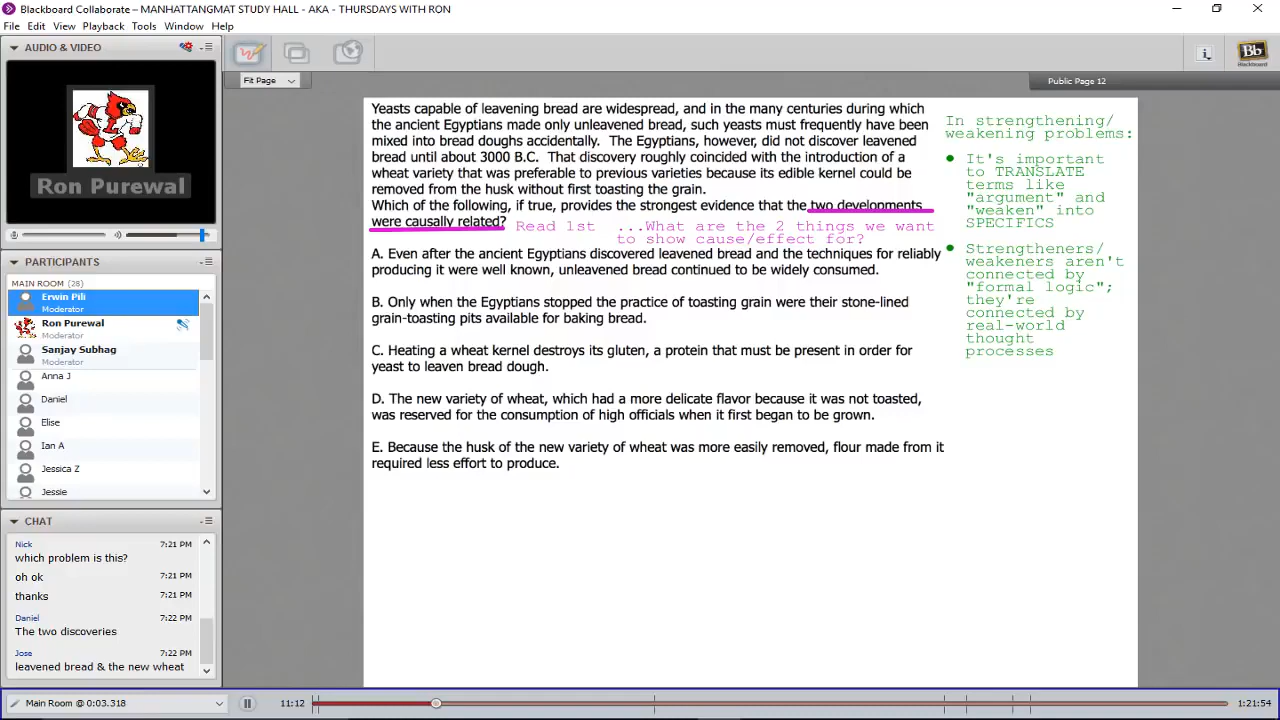 Blackboard Collaborate – MANHATTANGMAT STUDY HALL - AKA - THURSDAYS WITH RON
File Edit View Playback Tools Window Help
AUDIO & VIDEO
Ron Purewal
PARTICIPANTS
MAIN ROOM (28)
Erwin Pili
Moderator
Ron Purewal
Moderator
Sanjay Subhag
Moderator
Anna J
Daniel
Elise
Ian A
Jessica Z
Jessie
CHAT
Nick 7:21 PM
which problem is this?
oh ok 7:21 PM
thanks 7:21 PM
Daniel 7:22 PM
The two discoveries
Jose 7:22 PM
leavened bread & the new wheat
Fit Page
Public Page 12
Bb
Blackboard
Yeasts capable of leavening bread are widespread, and in the many centuries during which
the ancient Egyptians made only unleavened bread, such yeasts must frequently have been
mixed into bread doughs accidentally. The Egyptians, however, did not discover leavened
bread until about 3000 B.C. That discovery roughly coincided with the introduction of a
wheat variety that was preferable to previous varieties because its edible kernel could be
removed from the husk without first toasting the grain.
Which of the following, if true, provides the strongest evidence that the two developments
were causally related? Read 1st ...What are the 2 things we want
to show cause/effect for?
A. Even after the ancient Egyptians discovered leavened bread and the techniques for reliably
producing it were well known, unleavened bread continued to be widely consumed.
B. Only when the Egyptians stopped the practice of toasting grain were their stone-lined
grain-toasting pits available for baking bread.
C. Heating a wheat kernel destroys its gluten, a protein that must be present in order for
yeast to leaven bread dough.
D. The new variety of wheat, which had a more delicate flavor because it was not toasted,
was reserved for the consumption of high officials when it first began to be grown.
E. Because the husk of the new variety of wheat was more easily removed, flour made from it
required less effort to produce.
In strengthening/
weakening problems:
● It's important
to TRANSLATE
terms like
"argument" and
"weaken" into
SPECIFICS
● Strengtheners/
weakeners aren't
connected by
"formal logic";
they're
connected by
real-world
thought
processes
Main Room @ 0:03.318
11:12
1:21:54